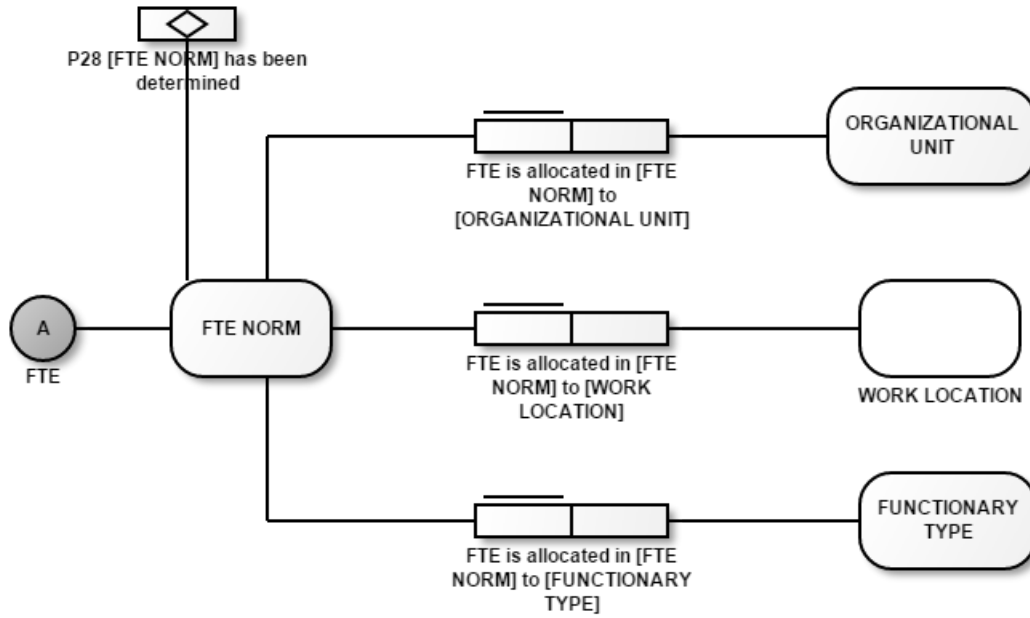 P28 [FTE NORM] has been
determined
ORGANIZATIONAL
UNIT
FTE is allocated in [FTE
NORM] to
[ORGANIZATIONAL UNIT]
A
FTE
FTE NORM
FTE is allocated in [FTE
NORM] to [WORK
LOCATION]
WORK LOCATION
FUNCTIONARY
TYPE
FTE is allocated in [FTE
NORM] to [FUNCTIONARY
TYPE]